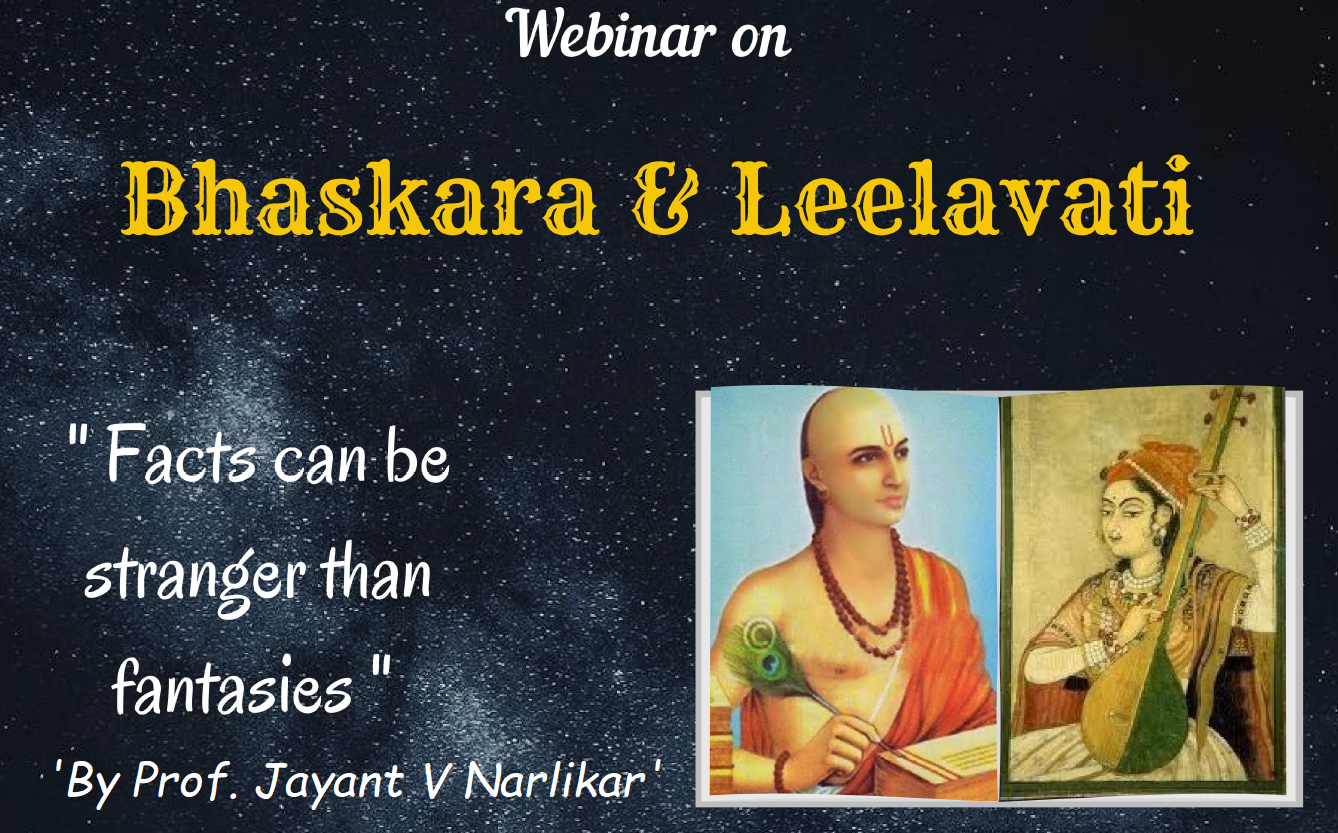 Webinar on
Bhaskara & Leelavati
" Facts can be
stranger than
fantasies "
'By Prof. Jayant V Narlikar'
©